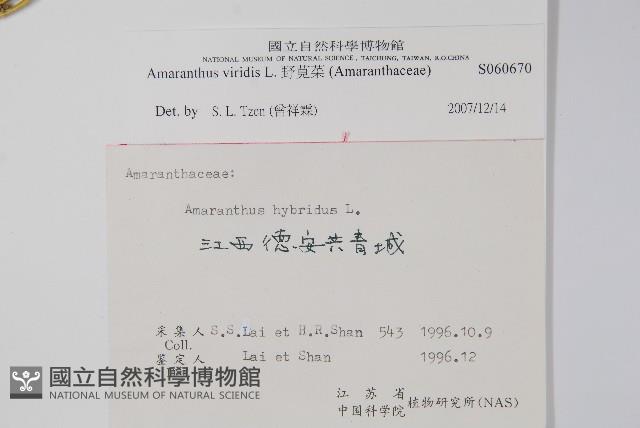 國立自然科學博物館
NATIONAL MUSEUM OF NATURAL SCIENCE, TAICHUNG, TAIWAN, R.O.CHINA
Amaranthus viridis L. 野莧菜 (Amaranthaceae) S060670
Det. by S. L. Tzen (曾祥霖) 2007/12/14
Amaranthaceae:
Amaranthus hybridus L.
江西德安共青城
采集人 S.S.Lai et H.R.Shan 543 1996.10.9
Coll.
鉴定人 Lai et Shan 1996.12
江苏省
中国科学院 植物研究所(NAS)
國立自然科學博物館
NATIONAL MUSEUM OF NATURAL SCIENCE